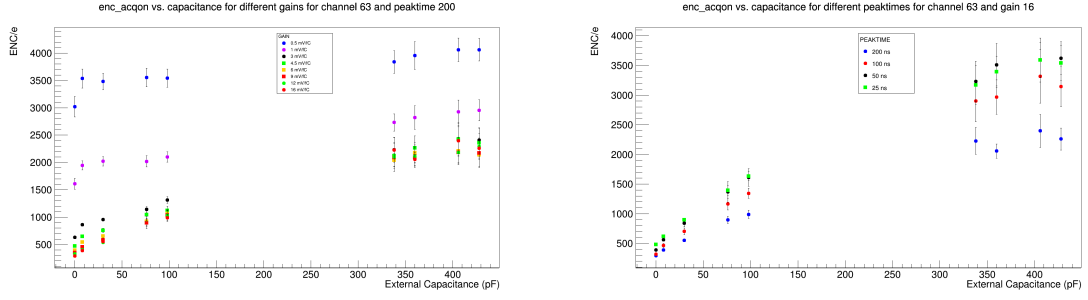 enc_acqon vs. capacitance for different gains for channel 63 and peaktime 200
ENC/e
4000
3500
3000
2500
2000
1500
1000
500
GAIN
0.5 mV/fC
1 mV/fC
3 mV/fC
4.5 mV/fC
6 mV/fC
9 mV/fC
12 mV/fC
16 mV/fC
0 50 100 150 200 250 300 350 400
External Capacitance (pF)
enc_acqon vs. capacitance for different peaktimes for channel 63 and gain 16
ENC/e
4000
3500
3000
2500
2000
1500
1000
500
PEAKTIME
200 ns
100 ns
50 ns
25 ns
0 50 100 150 200 250 300 350 400 450
External Capacitance (pF)